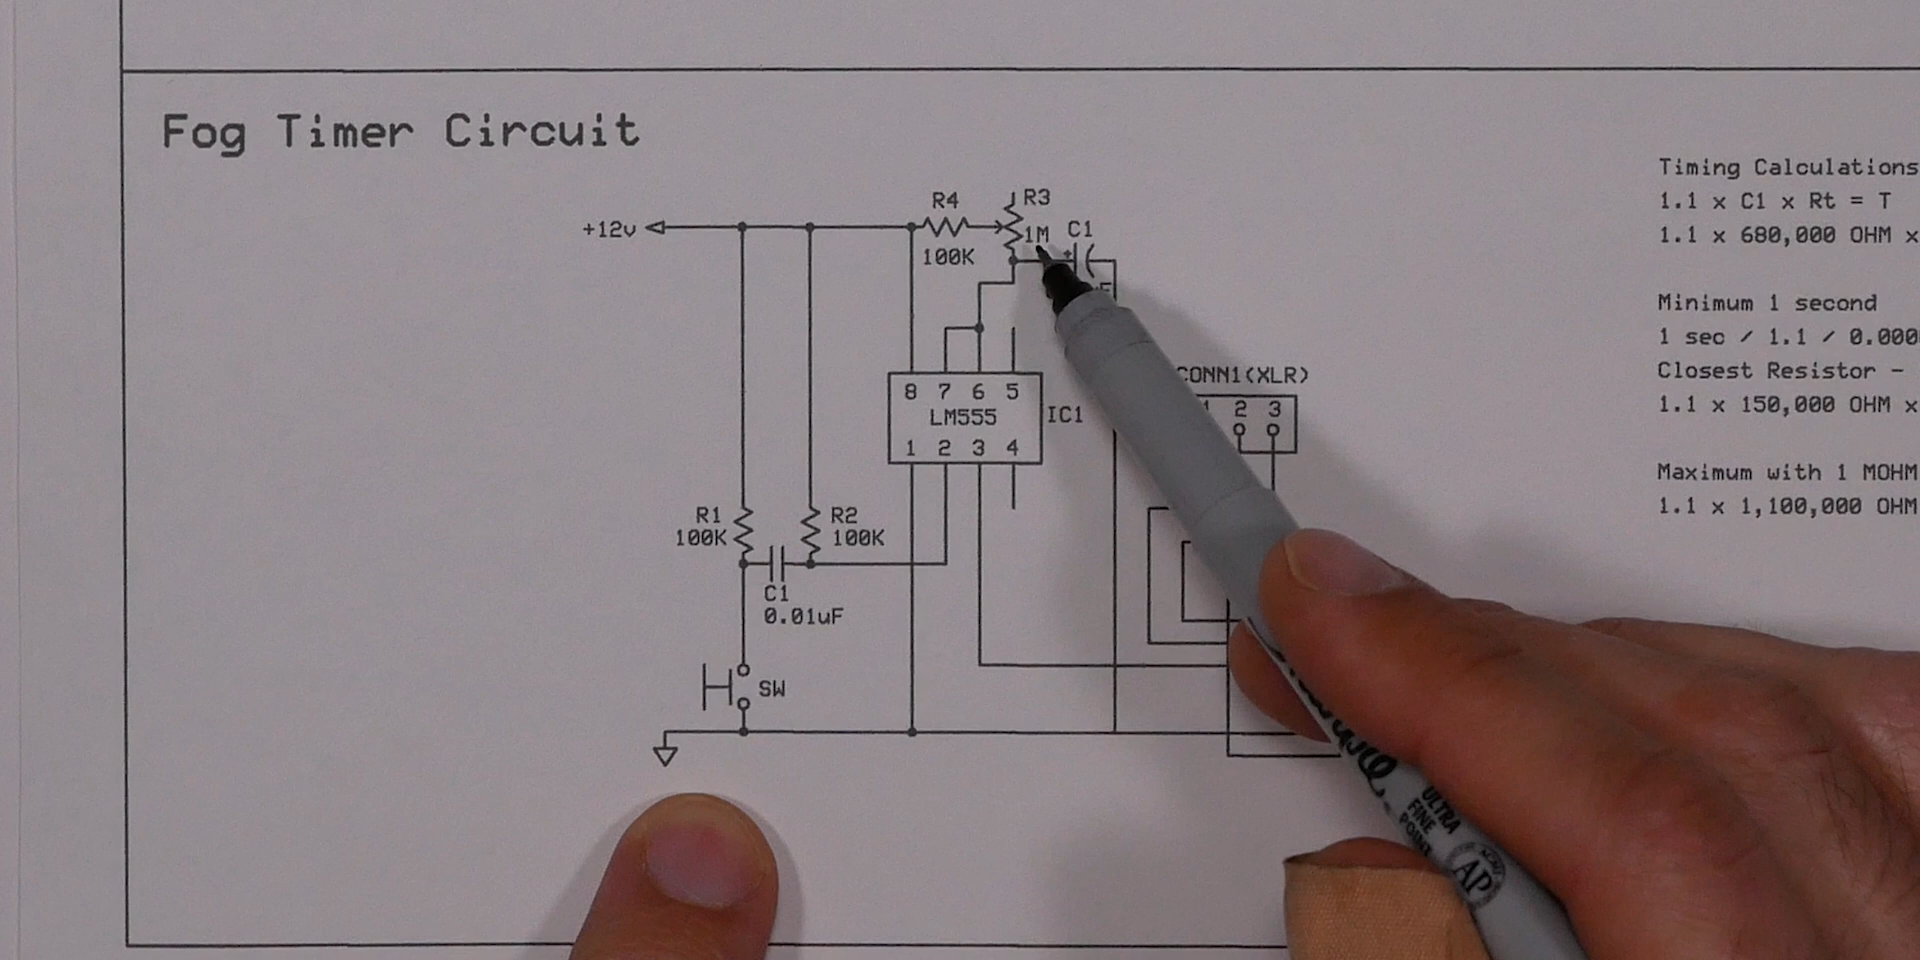 Fog Timer Circuit
+12v
R4
100K
R3
1M
C1
8 7 6 5
LM555
1 2 3 4
IC1
CONN1(XLR)
1 2 3
R1
100K
R2
100K
C1
0.01uF
SW
Timing Calculations
1.1 x C1 x Rt = T
1.1 x 680,000 OHM x
Minimum 1 second
1 sec / 1.1 / 0.000
Closest Resistor -
1.1 x 150,000 OHM x
Maximum with 1 MOHM
1.1 x 1,100,000 OHM
ULTRA
FINE
POINT
AP